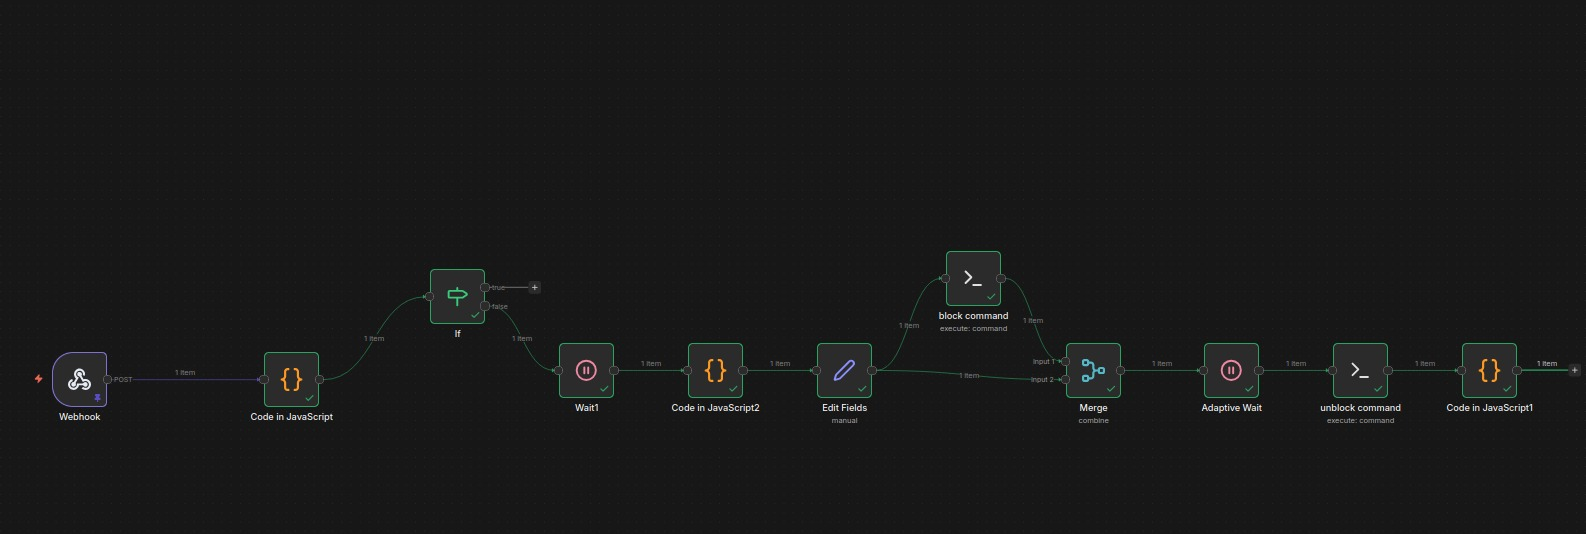 POST
Webhook
1 item
Code in JavaScript
1 item
true
false
If
1 item
Wait1
1 item
Code in JavaScript2
1 item
Edit Fields
manual
1 item
block command
execute: command
1 item
1 item
Input 1
Input 2
Merge
combine
1 item
Adaptive Wait
1 item
unblock command
execute: command
1 item
Code in JavaScript1
1 item